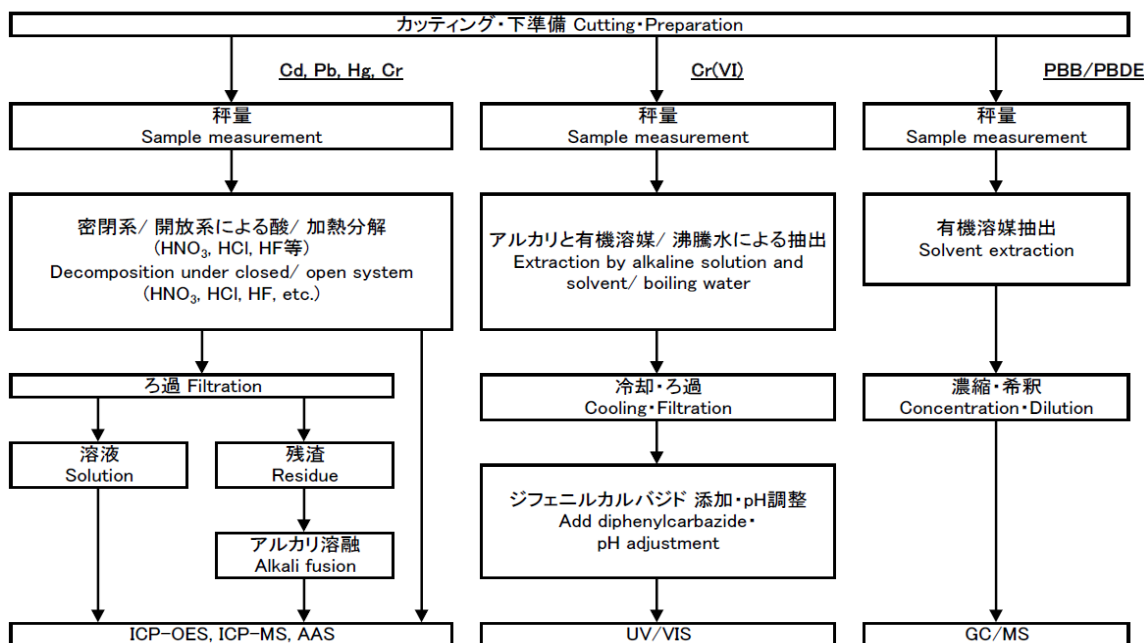 カッティング・下準備 Cutting・Preparation
Cd, Pb, Hg, Cr
秤量
Sample measurement
密閉系/ 開放系による酸/ 加熱分解
(HNO₃, HCl, HF等)
Decomposition under closed/ open system
(HNO₃, HCl, HF, etc.)
ろ過 Filtration
溶液
Solution
残渣
Residue
アルカリ溶融
Alkali fusion
ICP-OES, ICP-MS, AAS
Cr(VI)
秤量
Sample measurement
アルカリと有機溶媒/ 沸騰水による抽出
Extraction by alkaline solution and
solvent/ boiling water
冷却・ろ過
Cooling・Filtration
ジフェニルカルバジド 添加・pH調整
Add diphenylcarbazide・
pH adjustment
UV/VIS
PBB/PBDE
秤量
Sample measurement
有機溶媒抽出
Solvent extraction
濃縮・希釈
Concentration・Dilution
GC/MS